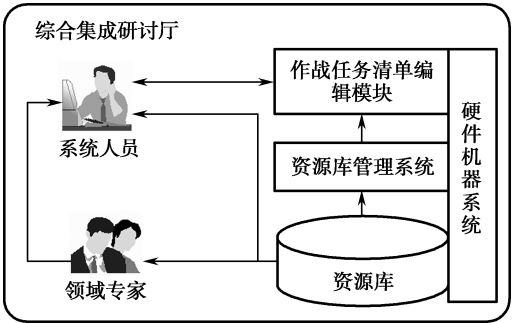 综合集成研讨厅
作战任务清单编
辑模块
系统人员
资源库管理系统
硬件机器系统
资源库
领域专家